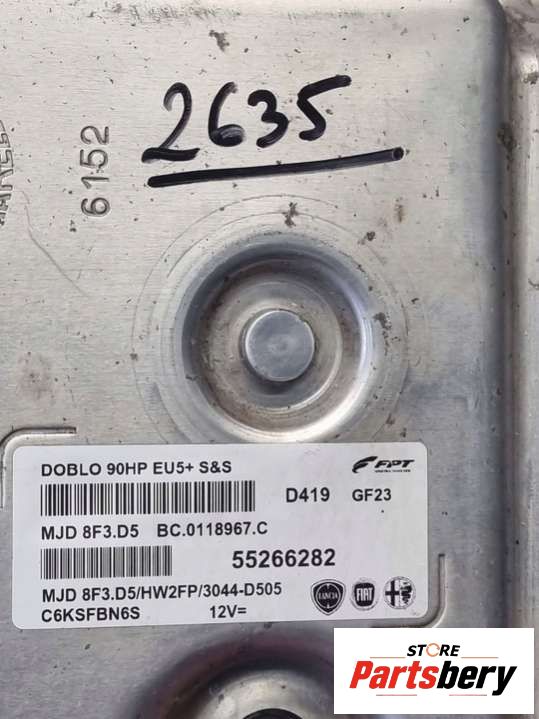 2635
6152
DOBLO 90HP EU5+ S&S
FPT
D419 GF23
MJD 8F3.D5 BC.0118967.C
55266282
MJD 8F3.D5/HW2FP/3044-D505
C6KSFBN6S 12V=
LANCIA
FIAT
STORE
Partsbery